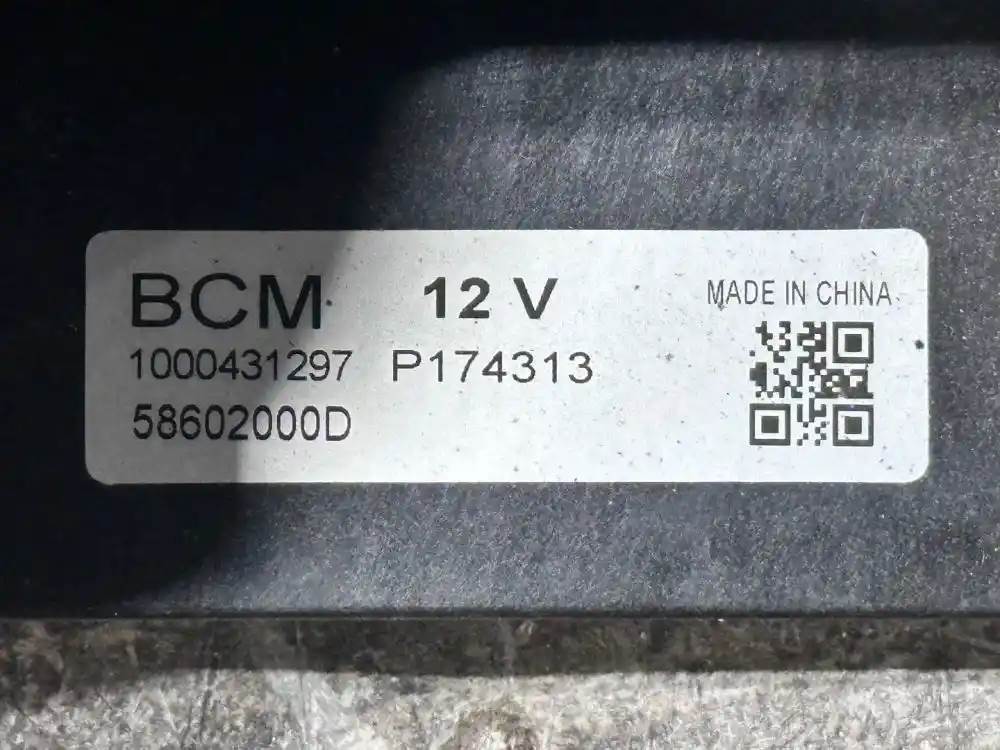 BCM 12 V
MADE IN CHINA
1000431297 P174313
58602000D